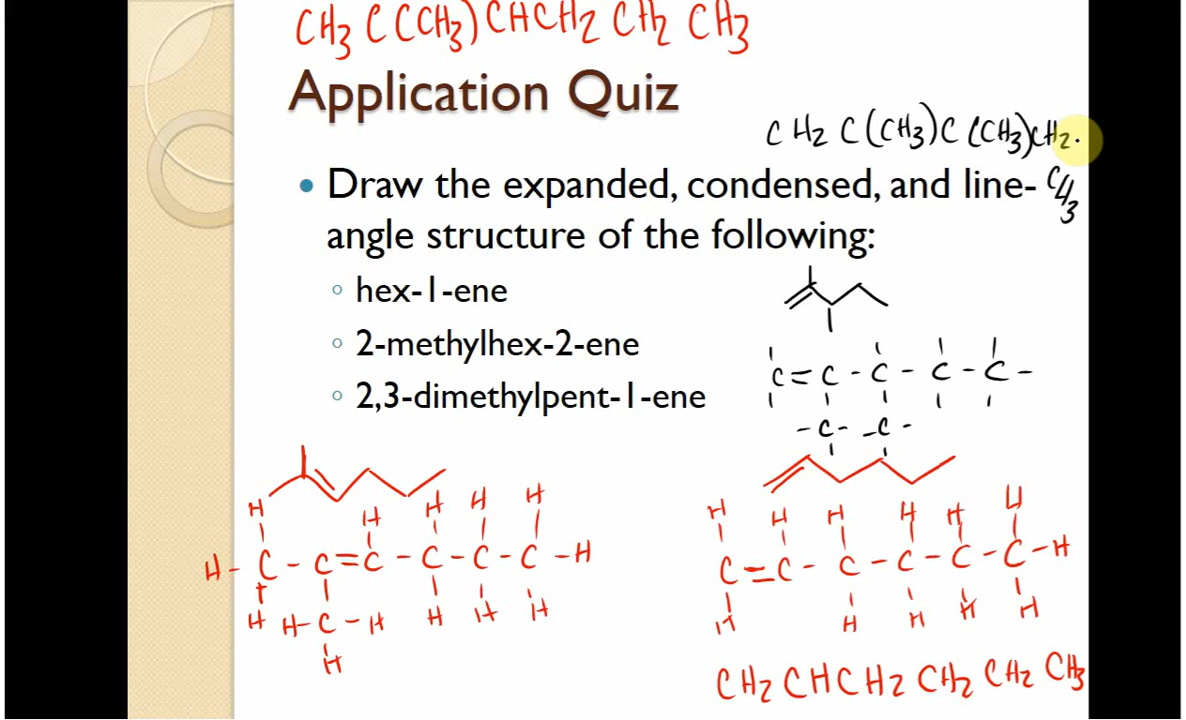 CH3 C(CH3)CHCH2 CH2 CH3
Application Quiz
CH2 C(CH3)C(CH3)CH2.
CH3
• Draw the expanded, condensed, and line-
angle structure of the following:
◦ hex-1-ene
◦ 2-methylhex-2-ene
◦ 2,3-dimethylpent-1-ene
C=C-C-C-C-
-C- -C-
H H H H H
H-C-C=C-C-C-C-H
H H-C-H H H H
H
H H H H H H
C=C-C-C-C-C-H
H H H H H
CH2 CHCH2 CH2 CH2 CH3